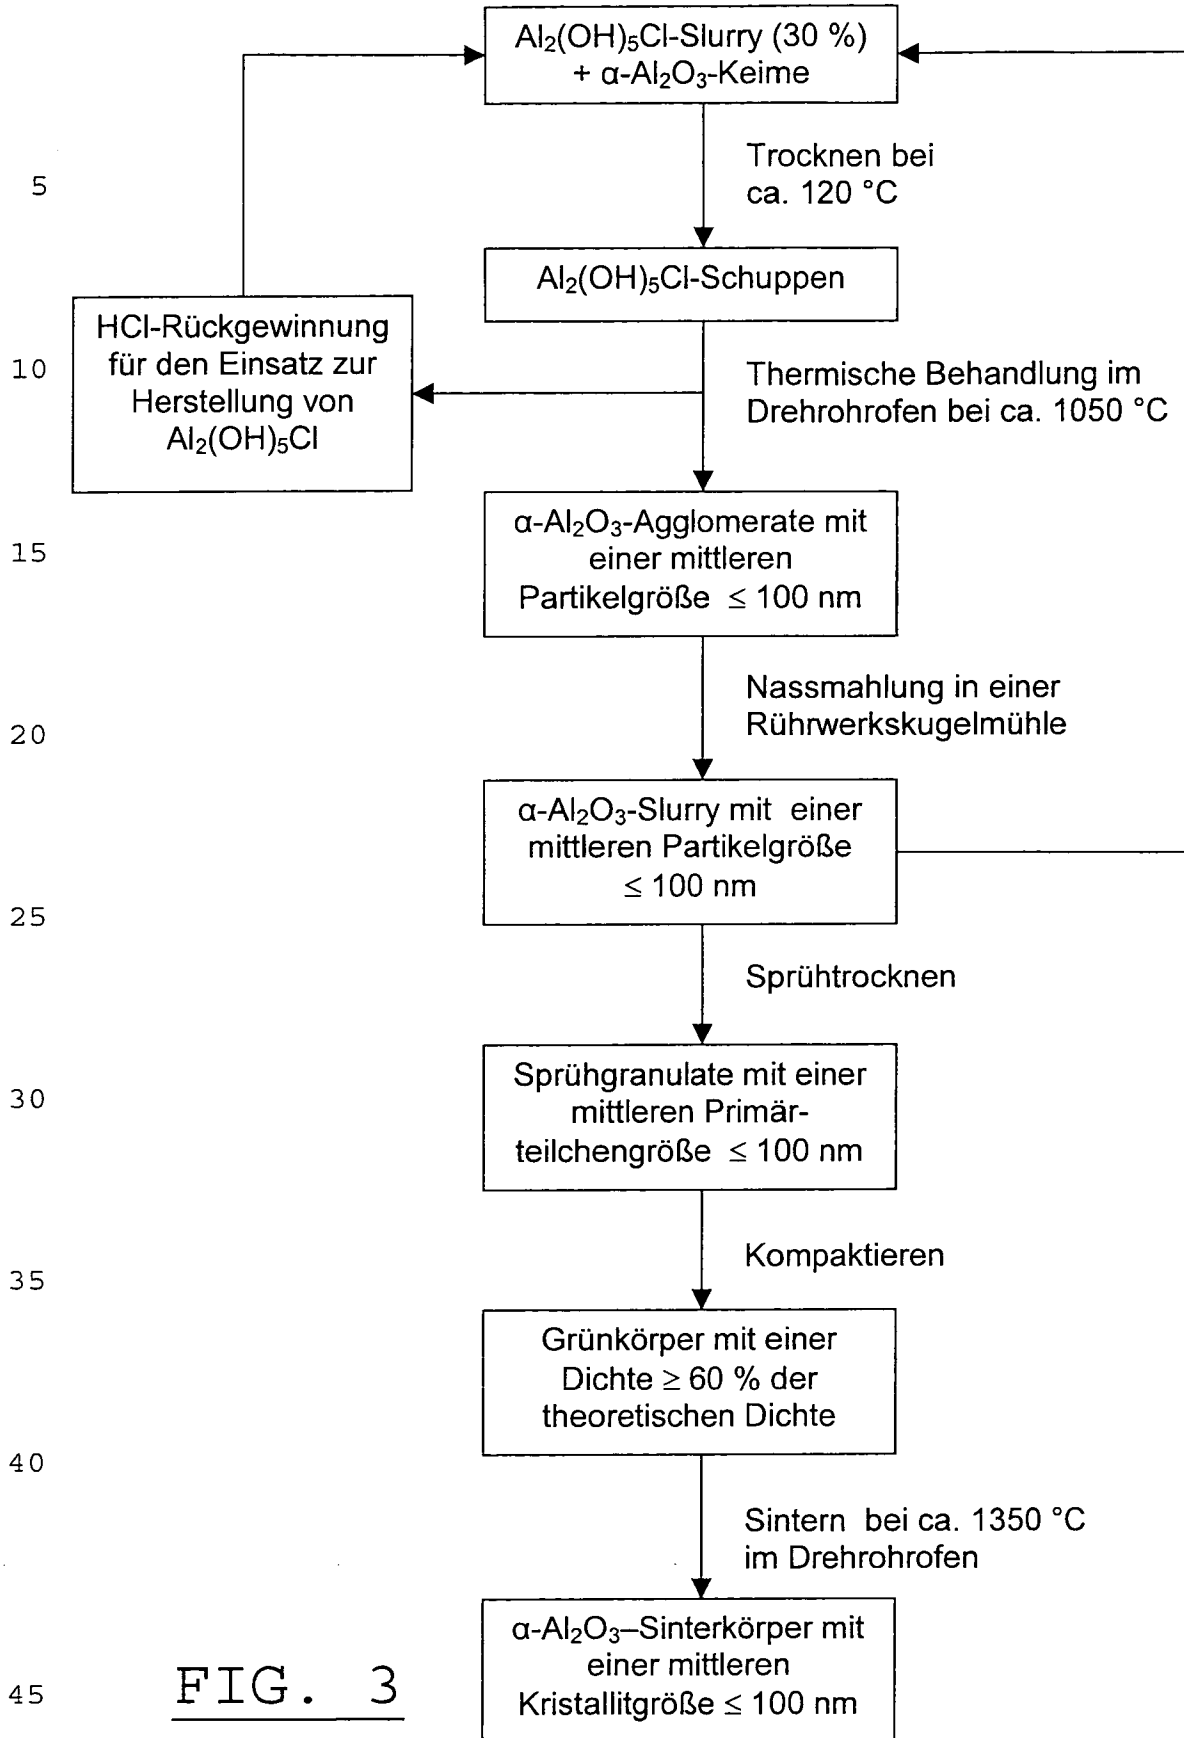 Al₂(OH)₅Cl-Slurry (30 %)
+ α-Al₂O₃-Keime
Trocknen bei
ca. 120 °C
5
Al₂(OH)₅Cl-Schuppen
HCl-Rückgewinnung
für den Einsatz zur
Herstellung von
Al₂(OH)₅Cl
10
Thermische Behandlung im
Drehrohrofen bei ca. 1050 °C
α-Al₂O₃-Agglomerate mit
einer mittleren
Partikelgröße ≤ 100 nm
15
Nassmahlung in einer
Rührwerkskugelmühle
20
α-Al₂O₃-Slurry mit einer
mittleren Partikelgröße
≤ 100 nm
25
Sprühtrocknen
Sprühgranulate mit einer
mittleren Primär-
teilchengröße ≤ 100 nm
30
Kompaktieren
35
Grünkörper mit einer
Dichte ≥ 60 % der
theoretischen Dichte
40
Sintern bei ca. 1350 °C
im Drehrohrofen
α-Al₂O₃–Sinterkörper mit
einer mittleren
Kristallitgröße ≤ 100 nm
45
FIG. 3